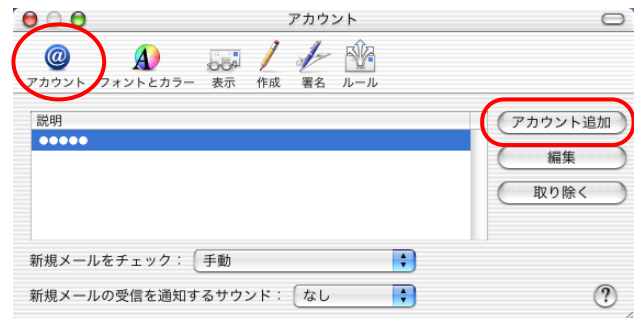 アカウント
アカウント フォントとカラー 表示 作成 署名 ルール
説明
●●●●●
アカウント追加
編集
取り除く
新規メールをチェック： 手動
新規メールの受信を通知するサウンド： なし
?